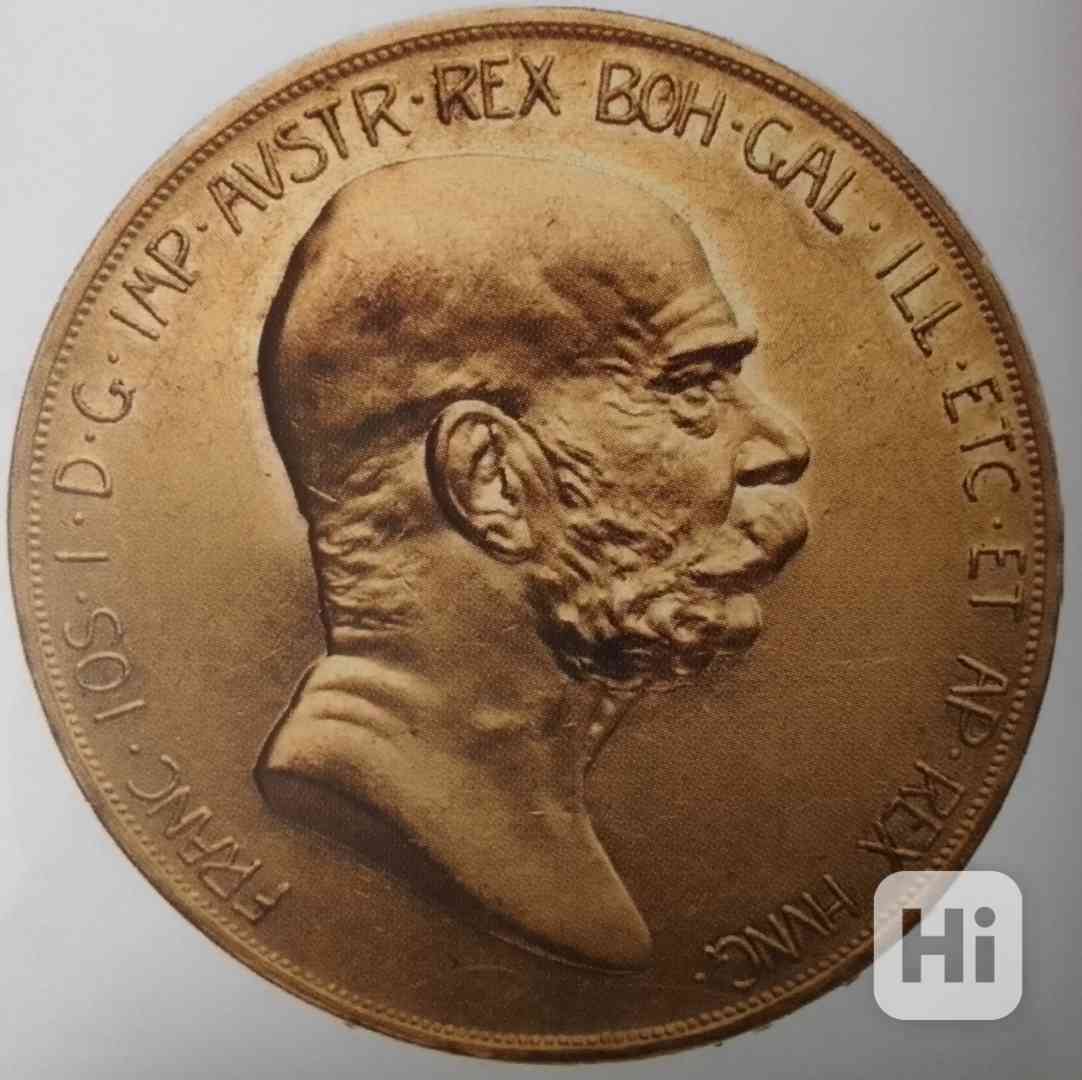 FRANC · IOS · I · D · G · IMP · AVSTR · REX BOH · GAL · ILL · ETC · ET AP · REX HVNG ·
Hi